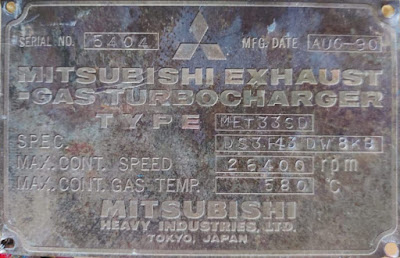 SERIAL NO. 5404 MFG. DATE AUG-90
MITSUBISHI EXHAUST
-GAS TURBOCHARGER
TYPE MET33SD
SPEC.
MAX. CONT. SPEED 26400 rpm
MAX. CONT. GAS TEMP. 580 °C
MITSUBISHI
HEAVY INDUSTRIES, LTD.
TOKYO, JAPAN